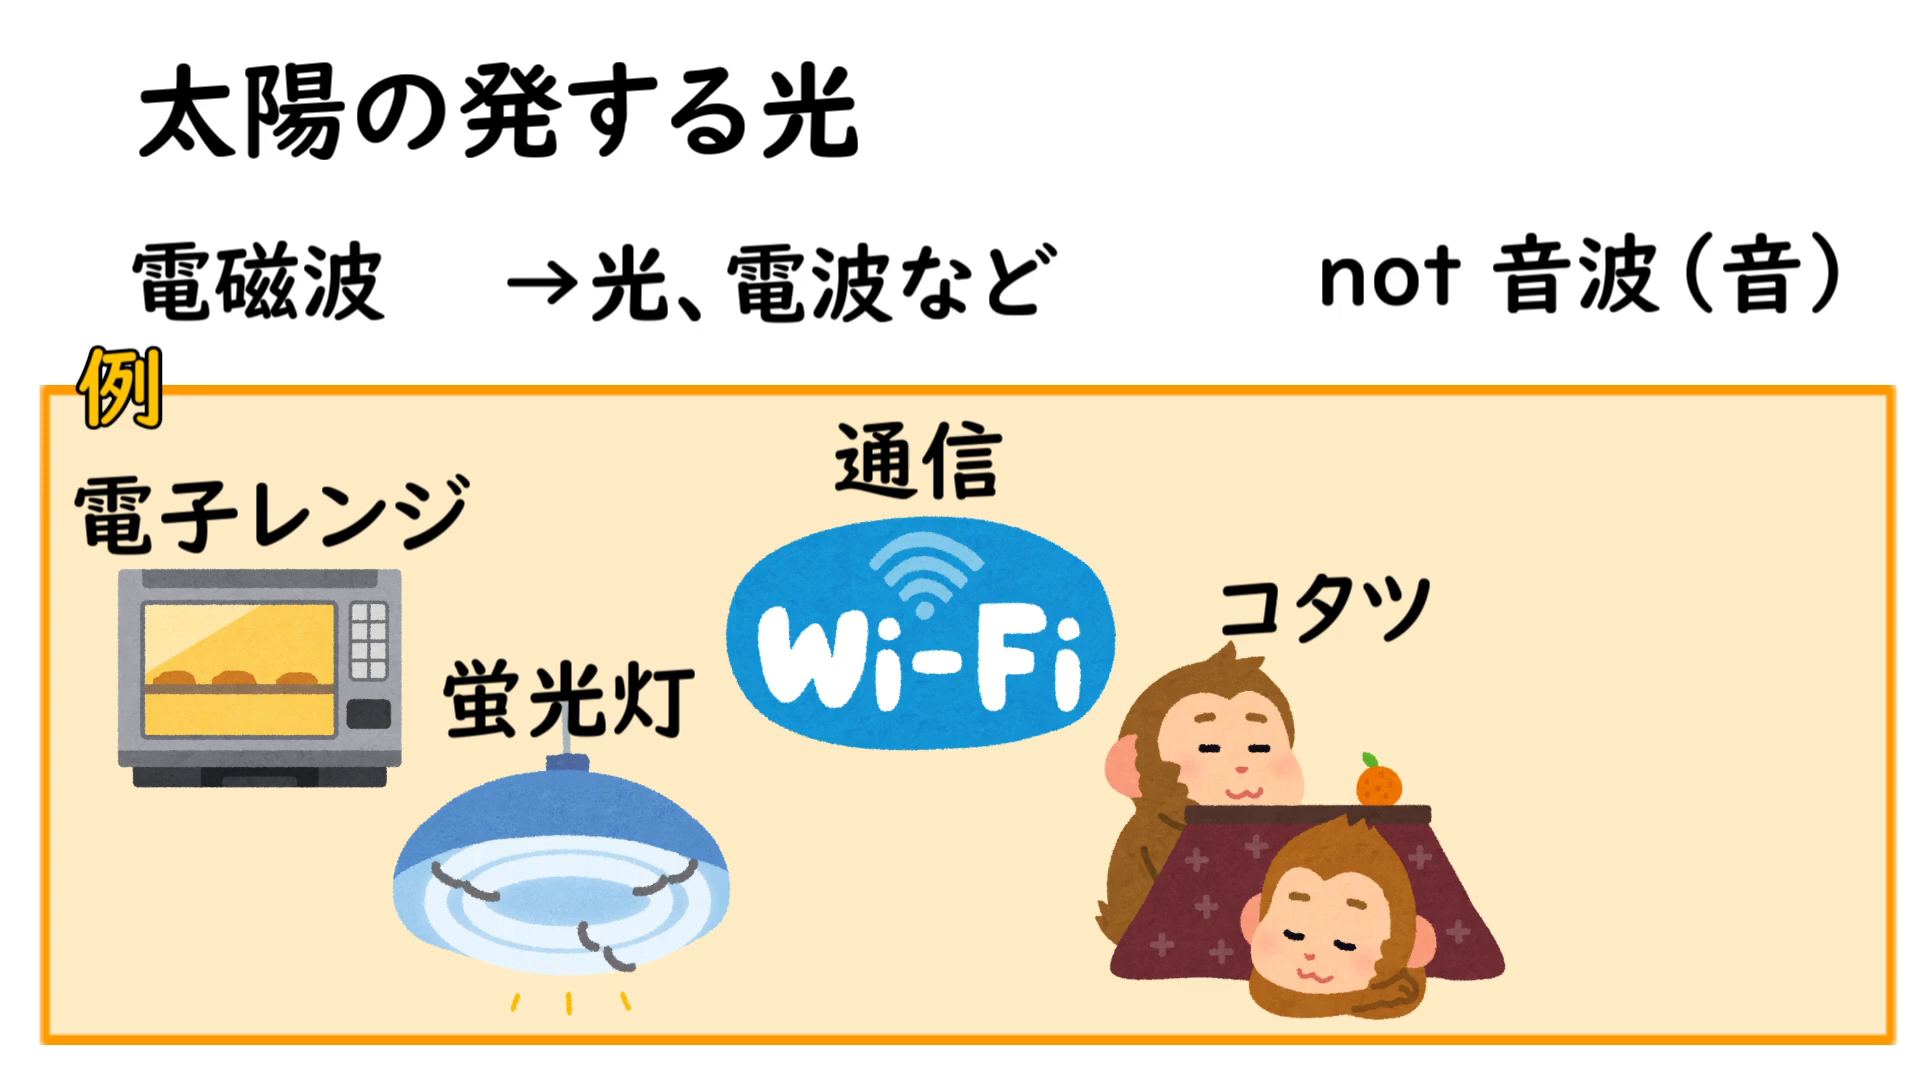 太陽の発する光
電磁波 →光、電波など not 音波(音)
例
電子レンジ
蛍光灯
通信
Wi-Fi
コタツ